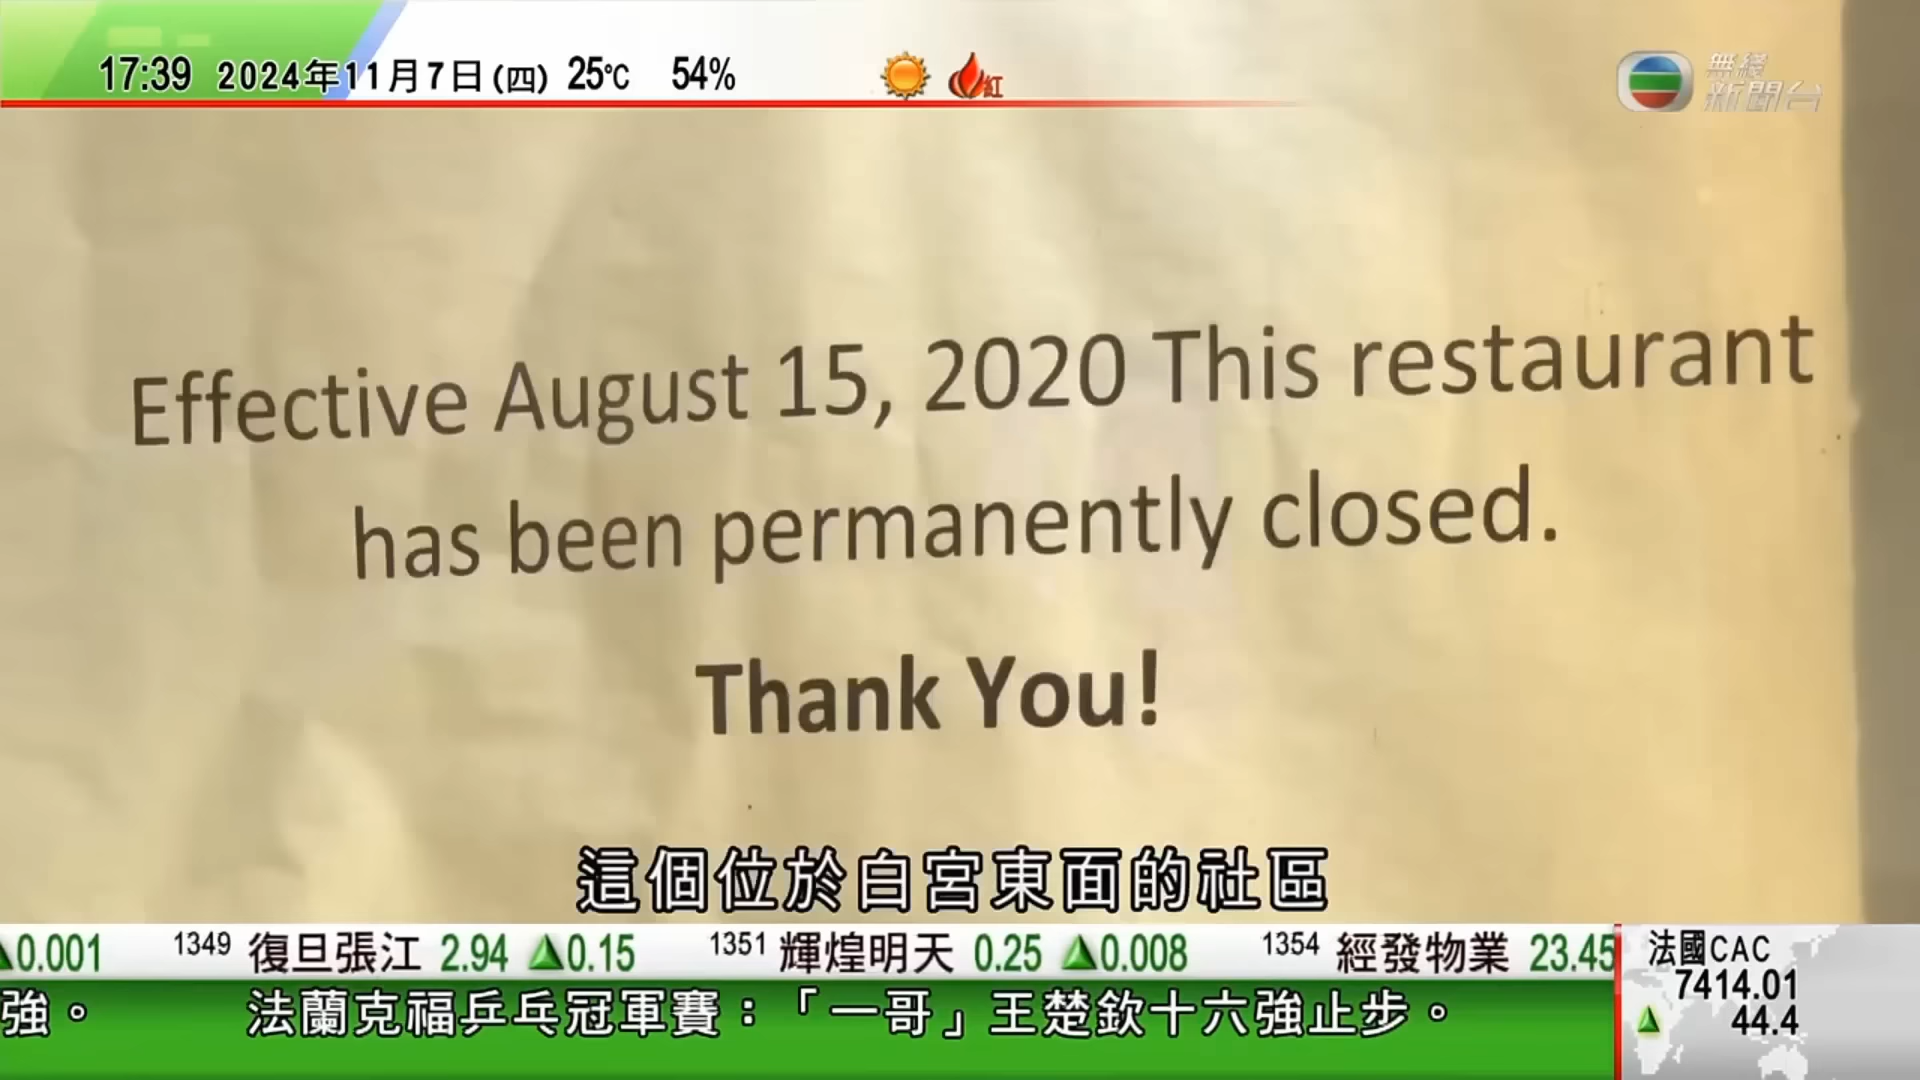 17:39 2024年11月7日(四) 25℃ 54%
紅
無綫
新聞台
Effective August 15, 2020 This restaurant
has been permanently closed.
Thank You!
這個位於白宮東面的社區
▲0.001 1349 復旦張江 2.94 ▲0.15 1351 輝煌明天 0.25 ▲0.008 1354 經發物業 23.45
強。 法蘭克福乒乓冠軍賽：「一哥」王楚欽十六強止步。
法國CAC
7414.01
▲ 44.4